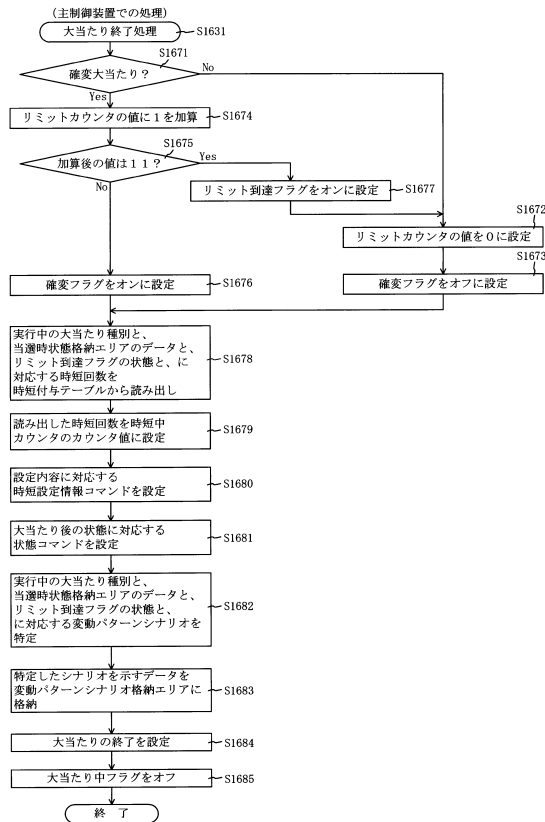 (主制御装置での処理)
大当たり終了処理
S1631
S1671
確変大当たり？
No
Yes
リミットカウンタの値に１を加算
S1674
S1675
加算後の値は１１？
Yes
No
リミット到達フラグをオンに設定
S1677
S1672
リミットカウンタの値を０に設定
S1673
確変フラグをオフに設定
確変フラグをオンに設定
S1676
実行中の大当たり種別と、
当選時状態格納エリアのデータと、
リミット到達フラグの状態と、に
対応する時短回数を
時短付与テーブルから読み出し
S1678
読み出した時短回数を時短中
カウンタのカウンタ値に設定
S1679
設定内容に対応する
時短設定情報コマンドを設定
S1680
大当たり後の状態に対応する
状態コマンドを設定
S1681
実行中の大当たり種別と、
当選時状態格納エリアのデータと、
リミット到達フラグの状態と、
に対応する変動パターンシナリオを
特定
S1682
特定したシナリオを示すデータを
変動パターンシナリオ格納エリアに
格納
S1683
大当たりの終了を設定
S1684
大当たり中フラグをオフ
S1685
終　了